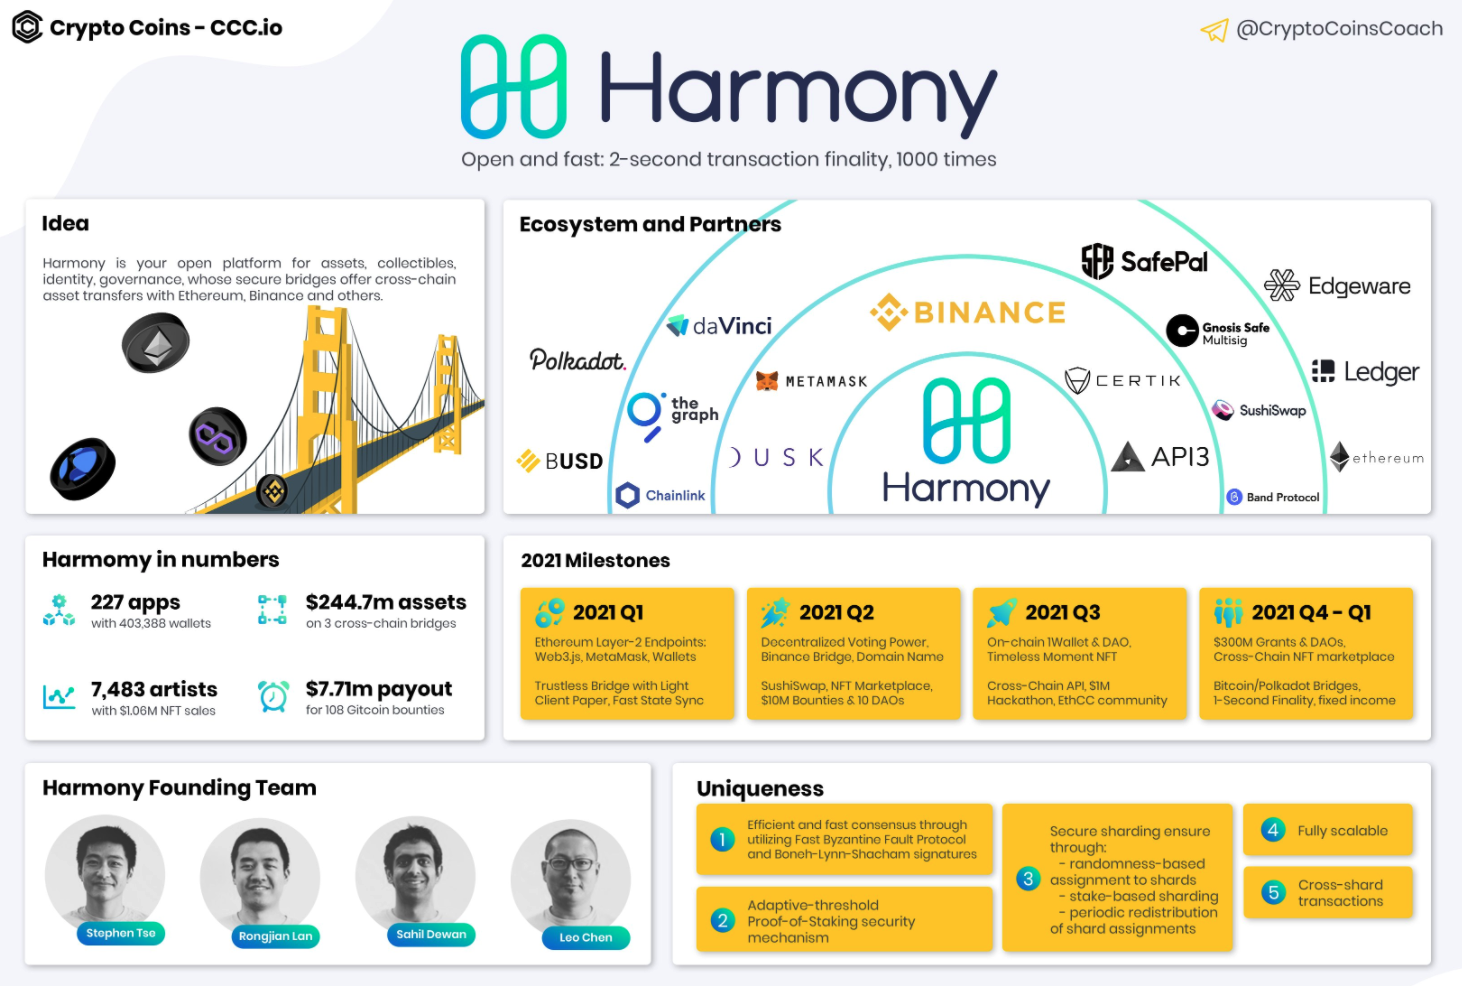 Crypto Coins - CCC.io
@CryptoCoinsCoach
Harmony
Open and fast: 2-second transaction finality, 1000 times
Idea
Harmony is your open platform for assets, collectibles,
identity, governance, whose secure bridges offer cross-chain
asset transfers with Ethereum, Binance and others.
Ecosystem and Partners
SafePal
Edgeware
BINANCE
daVinci
Gnosis Safe
Multisig
Polkadot.
METAMASK
CERTIK
Ledger
the
graph
SushiSwap
BUSD
DUSK
API3
ethereum
Chainlink
Harmony
Band Protocol
Harmomy in numbers
227 apps
with 403,388 wallets
$244.7m assets
on 3 cross-chain bridges
7,483 artists
with $1.06M NFT sales
$7.71m payout
for 108 Gitcoin bounties
2021 Milestones
2021 Q1
Ethereum Layer-2 Endpoints:
Web3.js, MetaMask, Wallets
Trustless Bridge with Light
Client Paper, Fast State Sync
2021 Q2
Decentralized Voting Power,
Binance Bridge, Domain Name
SushiSwap, NFT Marketplace,
$10M Bounties & 10 DAOs
2021 Q3
On-chain 1Wallet & DAO,
Timeless Moment NFT
Cross-Chain API, $1M
Hackathon, EthCC community
2021 Q4 - Q1
$300M Grants & DAOs,
Cross-Chain NFT marketplace
Bitcoin/Polkadot Bridges,
1-Second Finality, fixed income
Harmony Founding Team
Stephen Tse
Rongjian Lan
Sahil Dewan
Leo Chen
Uniqueness
1
Efficient and fast consensus through
utilizing Fast Byzantine Fault Protocol
and Boneh-Lynn-Shacham signatures
2
Adaptive-threshold
Proof-of-Staking security
mechanism
3
Secure sharding ensure
through:
- randomness-based
assignment to shards
- stake-based sharding
- periodic redistribution
of shard assignments
4
Fully scalable
5
Cross-shard
transactions